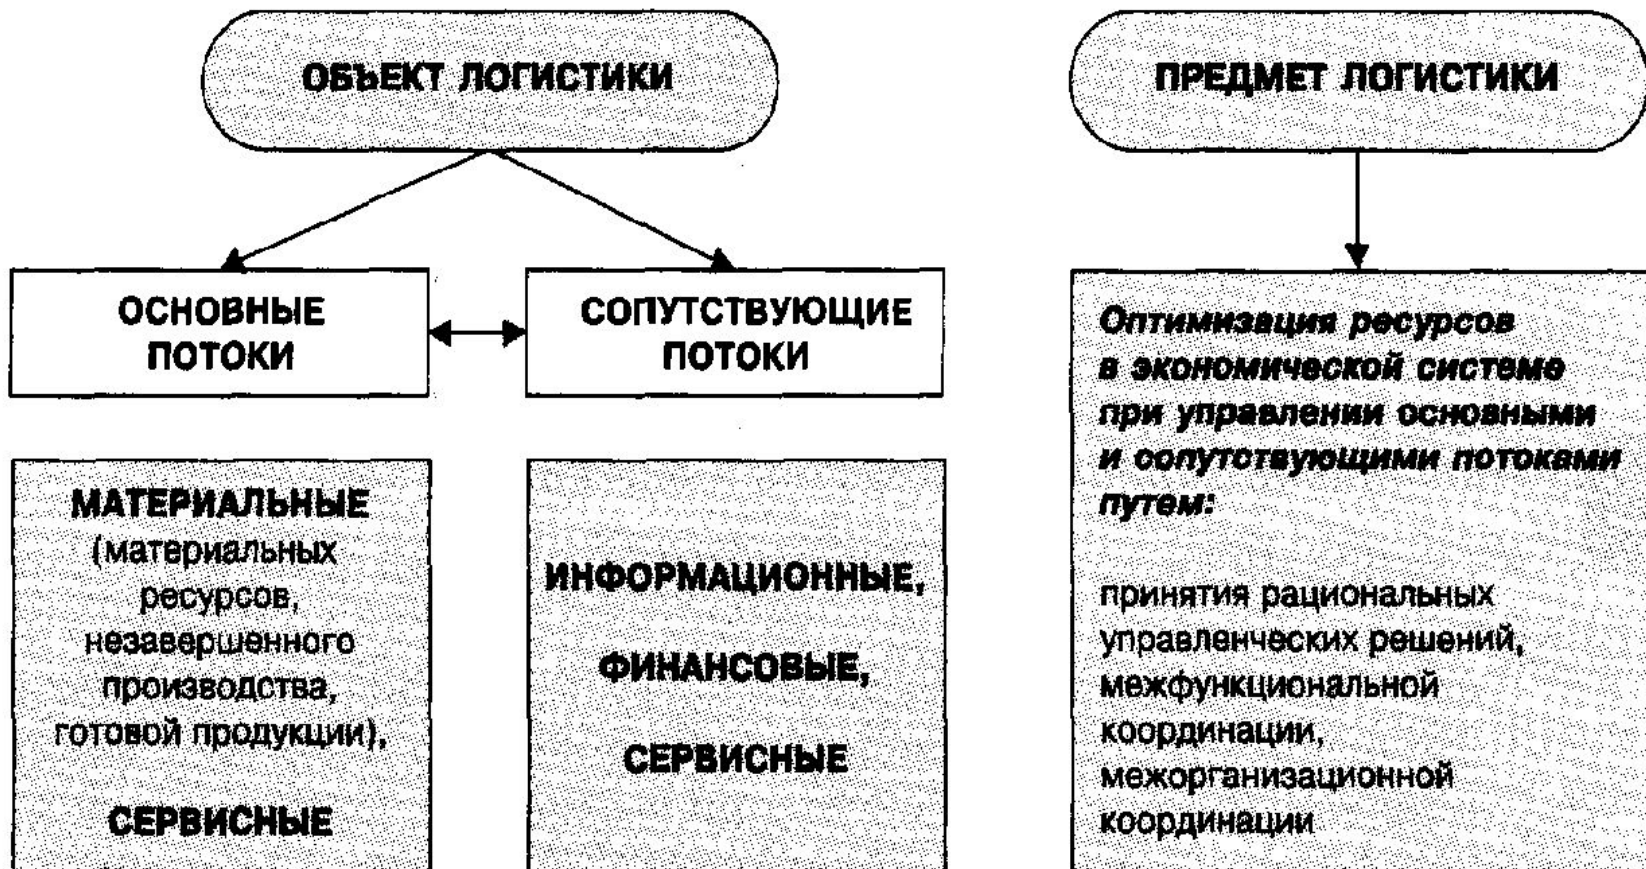 ОБЪЕКТ ЛОГИСТИКИ
ОСНОВНЫЕ
ПОТОКИ
СОПУТСТВУЮЩИЕ
ПОТОКИ
МАТЕРИАЛЬНЫЕ
(материальных
ресурсов,
незавершенного
производства,
готовой продукции),
СЕРВИСНЫЕ
ИНФОРМАЦИОННЫЕ,
ФИНАНСОВЫЕ,
СЕРВИСНЫЕ
ПРЕДМЕТ ЛОГИСТИКИ
Оптимизация ресурсов
в экономической системе
при управлении основными
и сопутствующими потоками
путем:
принятия рациональных
управленческих решений,
межфункциональной
координации,
межорганизационной
координации